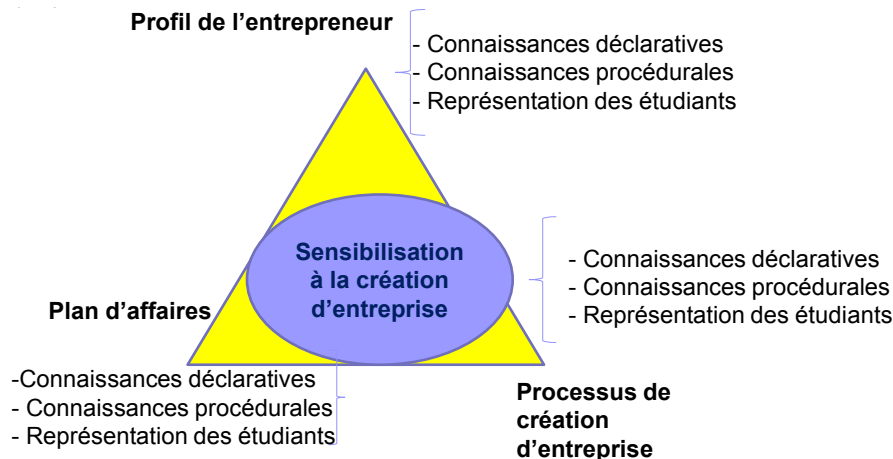 Profil de l’entrepreneur
- Connaissances déclaratives
- Connaissances procédurales
- Représentation des étudiants
Sensibilisation
à la création
d’entreprise
- Connaissances déclaratives
- Connaissances procédurales
- Représentation des étudiants
Plan d’affaires
-Connaissances déclaratives
- Connaissances procédurales
- Représentation des étudiants
Processus de
création
d’entreprise